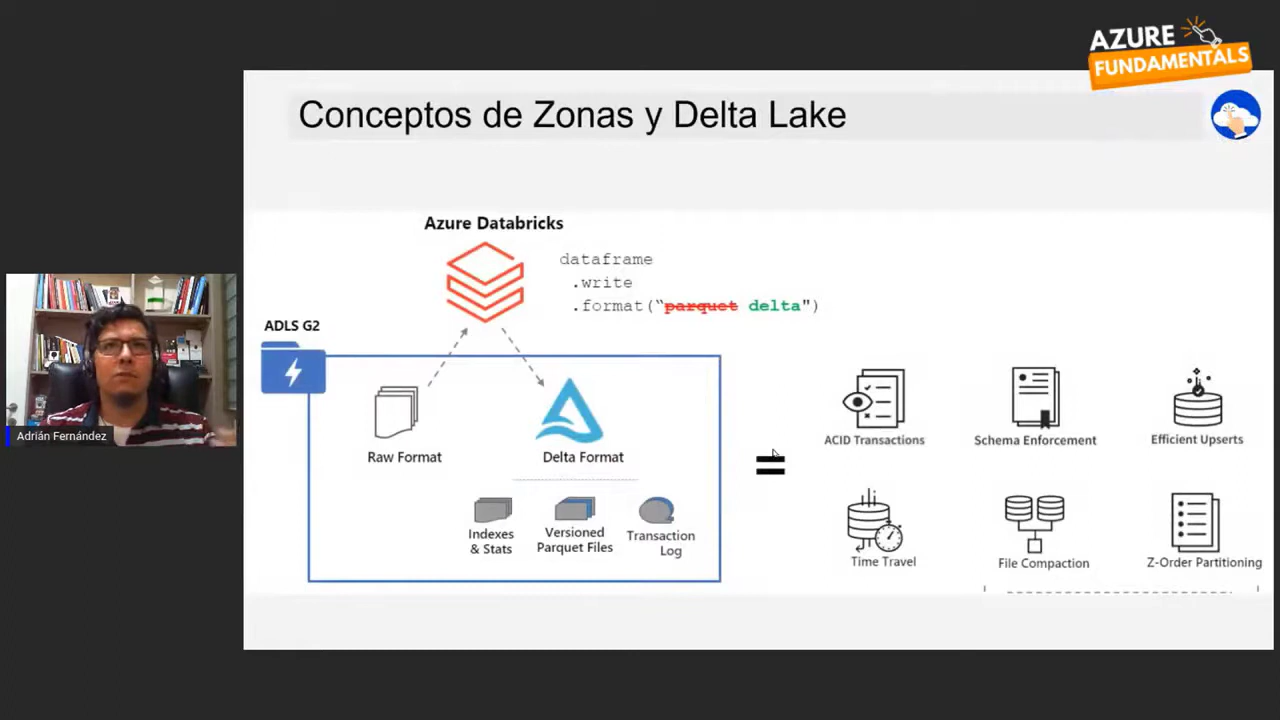 AZURE
FUNDAMENTALS
Conceptos de Zonas y Delta Lake
Azure Databricks
dataframe
.write
.format(“parquet delta")
ADLS G2
Raw Format
Delta Format
Indexes
& Stats
Versioned
Parquet Files
Transaction
Log
=
ACID Transactions
Schema Enforcement
Efficient Upserts
Time Travel
File Compaction
Z-Order Partitioning
Adrián Fernández